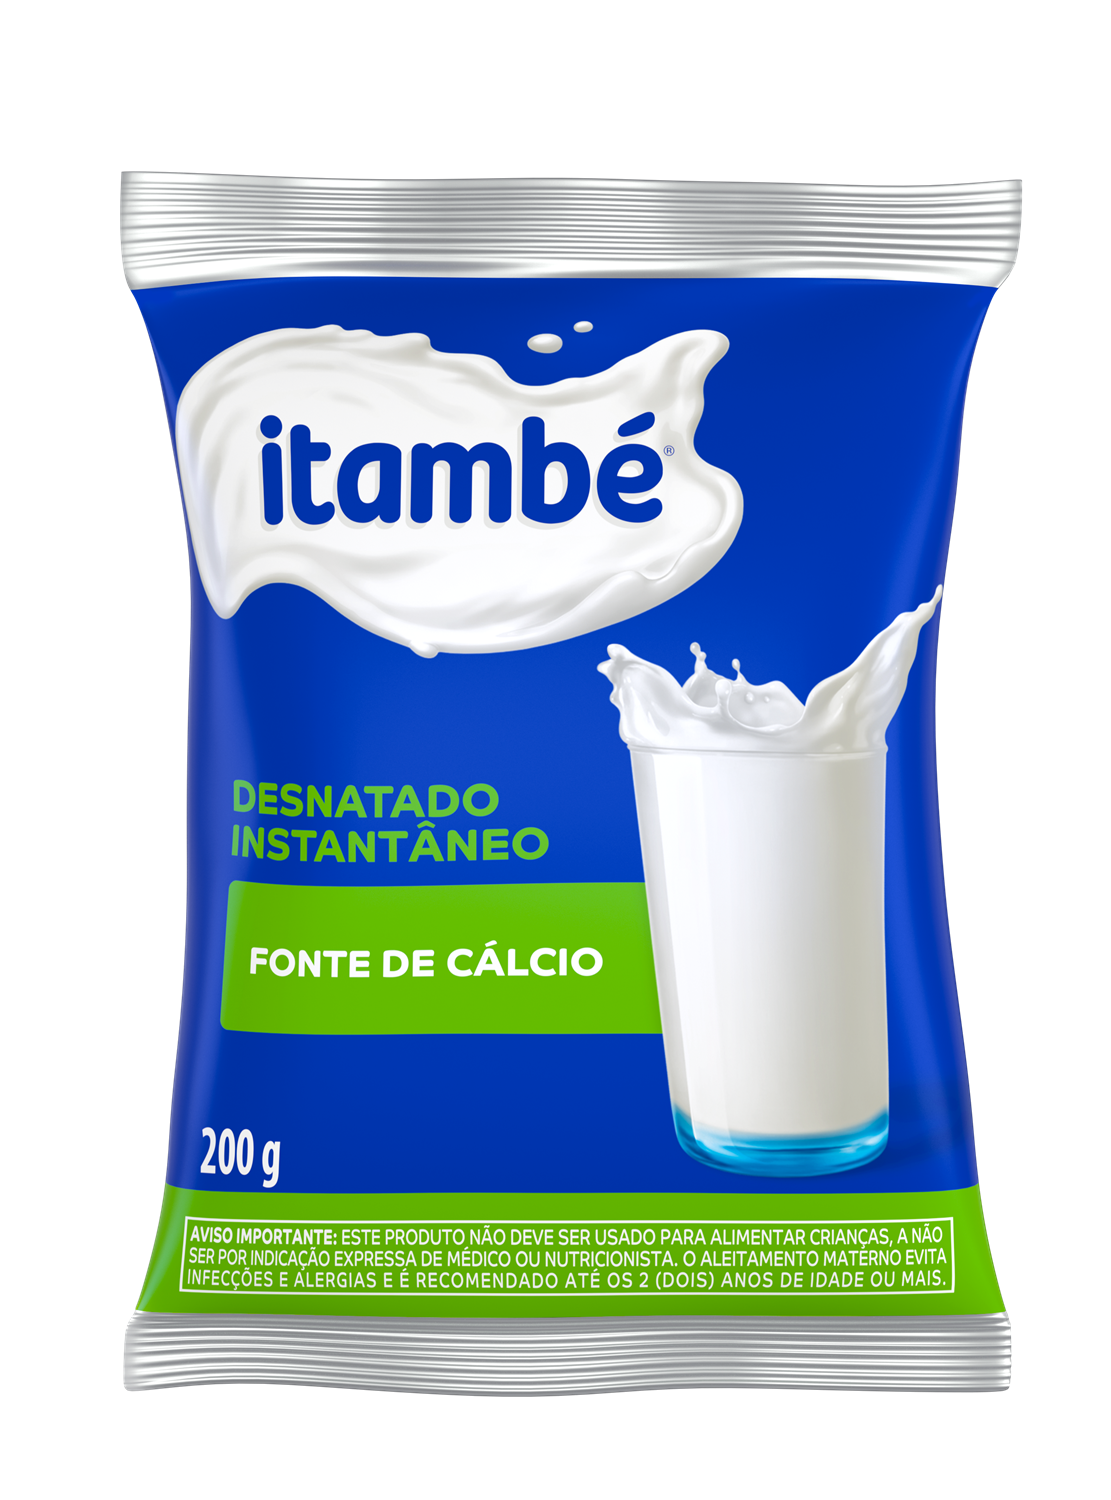 itambé®
DESNATADO
INSTANTÂNEO
FONTE DE CÁLCIO
200 g
AVISO IMPORTANTE: ESTE PRODUTO NÃO DEVE SER USADO PARA ALIMENTAR CRIANÇAS, A NÃO
SER POR INDICAÇÃO EXPRESSA DE MÉDICO OU NUTRICIONISTA. O ALEITAMENTO MATERNO EVITA
INFECÇÕES E ALERGIAS E É RECOMENDADO ATÉ OS 2 (DOIS) ANOS DE IDADE OU MAIS.